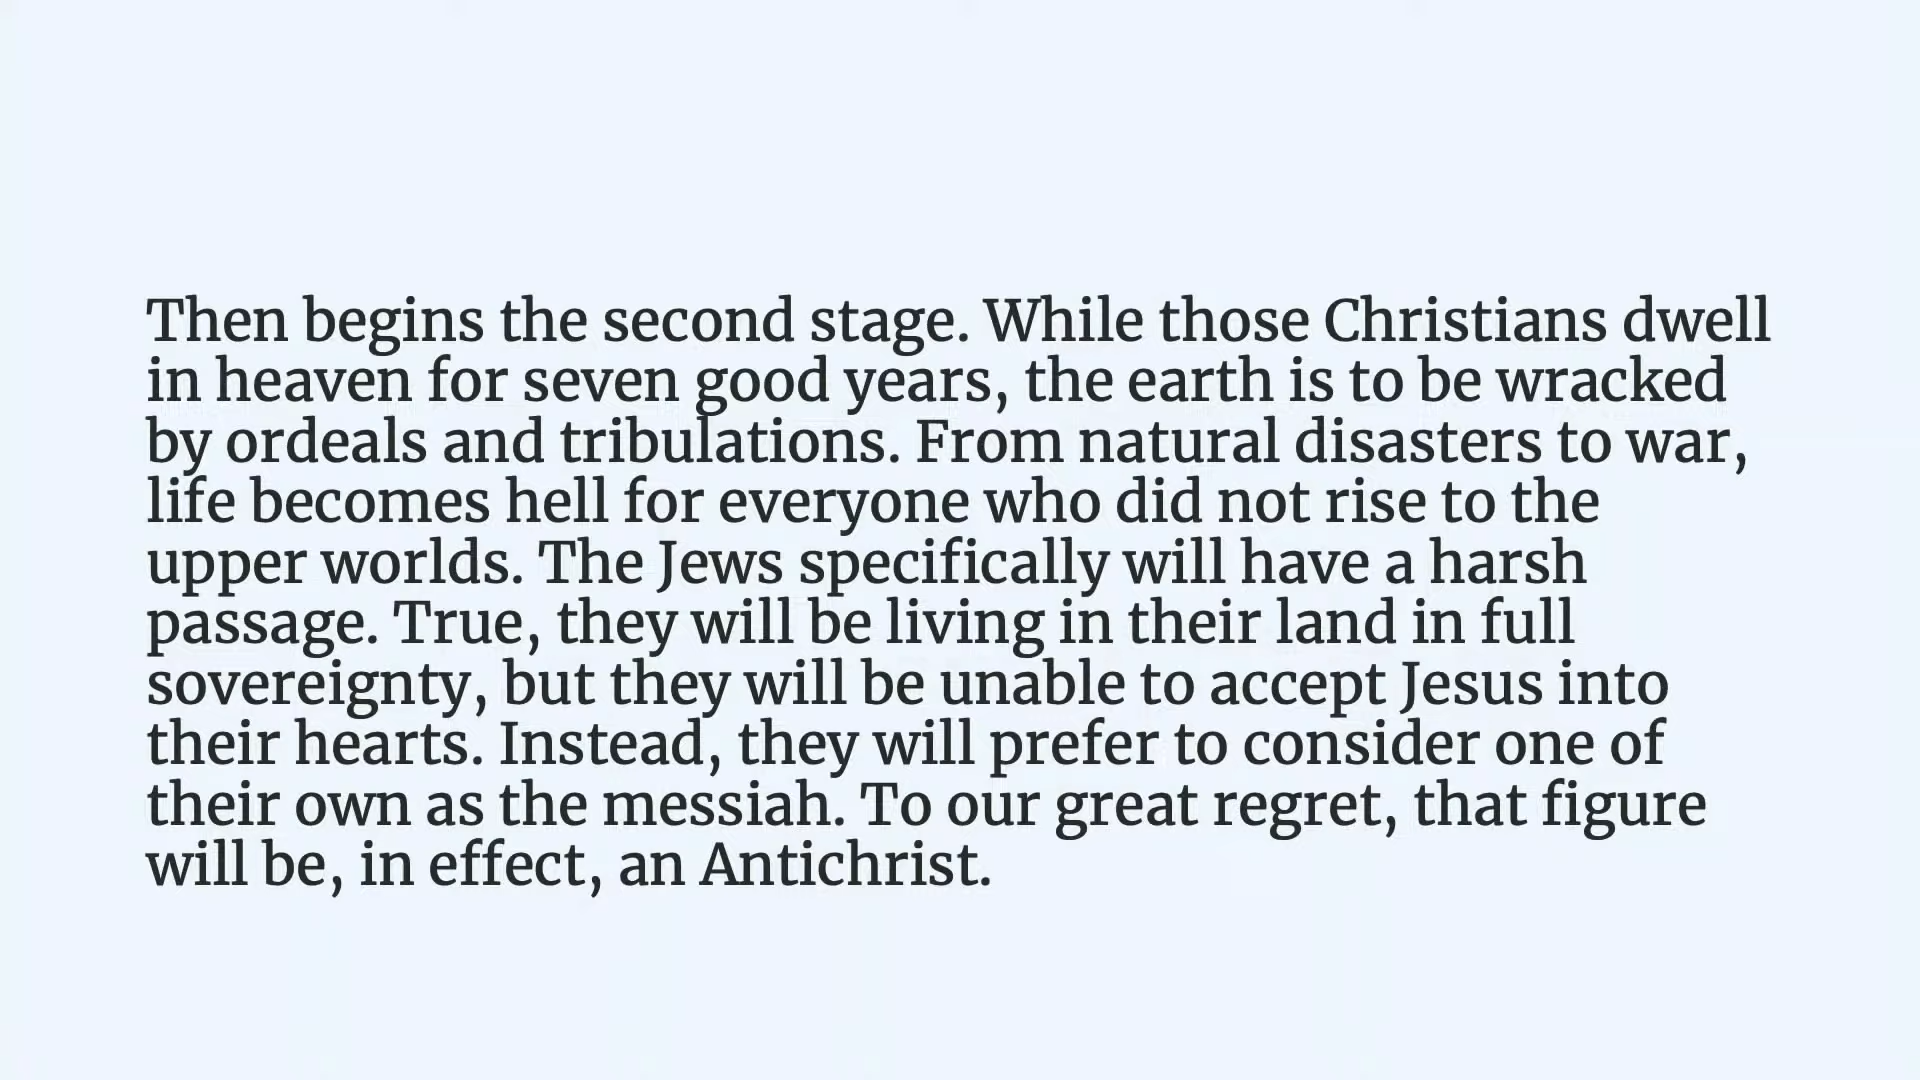 Then begins the second stage. While those Christians dwell
in heaven for seven good years, the earth is to be wracked
by ordeals and tribulations. From natural disasters to war,
life becomes hell for everyone who did not rise to the
upper worlds. The Jews specifically will have a harsh
passage. True, they will be living in their land in full
sovereignty, but they will be unable to accept Jesus into
their hearts. Instead, they will prefer to consider one of
their own as the messiah. To our great regret, that figure
will be, in effect, an Antichrist.